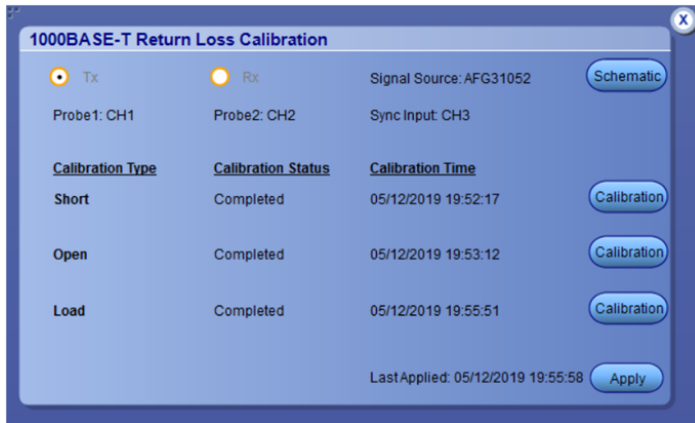 X
1000BASE-T Return Loss Calibration
Tx Rx Signal Source: AFG31052 Schematic
Probe1: CH1 Probe2: CH2 Sync Input: CH3
Calibration Type Calibration Status Calibration Time
Short Completed 05/12/2019 19:52:17 Calibration
Open Completed 05/12/2019 19:53:12 Calibration
Load Completed 05/12/2019 19:55:51 Calibration
Last Applied: 05/12/2019 19:55:58 Apply